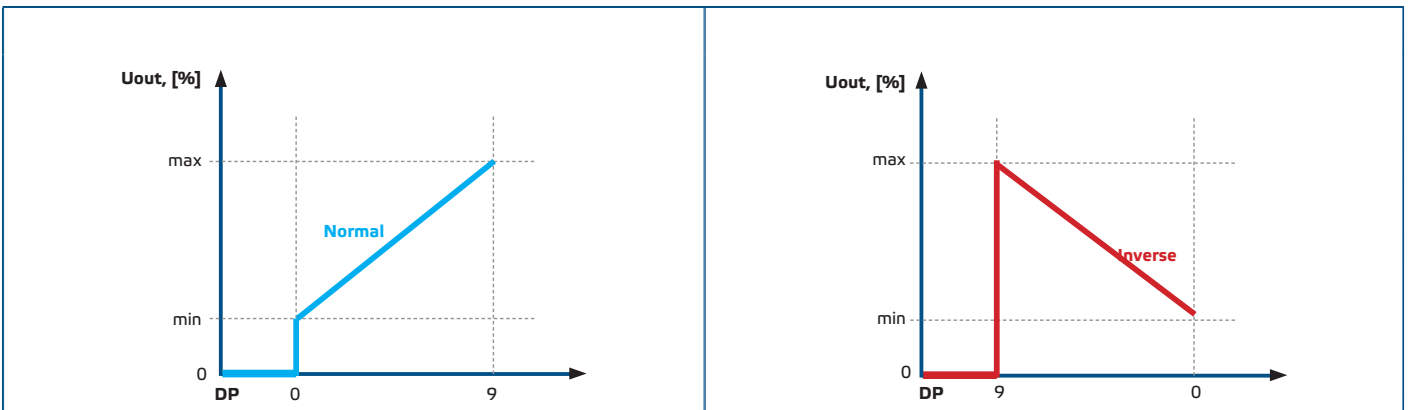 Uout, [%]
max
Normal
min
0
DP 0 9
Uout, [%]
max
Inverse
min
0
DP 9 0